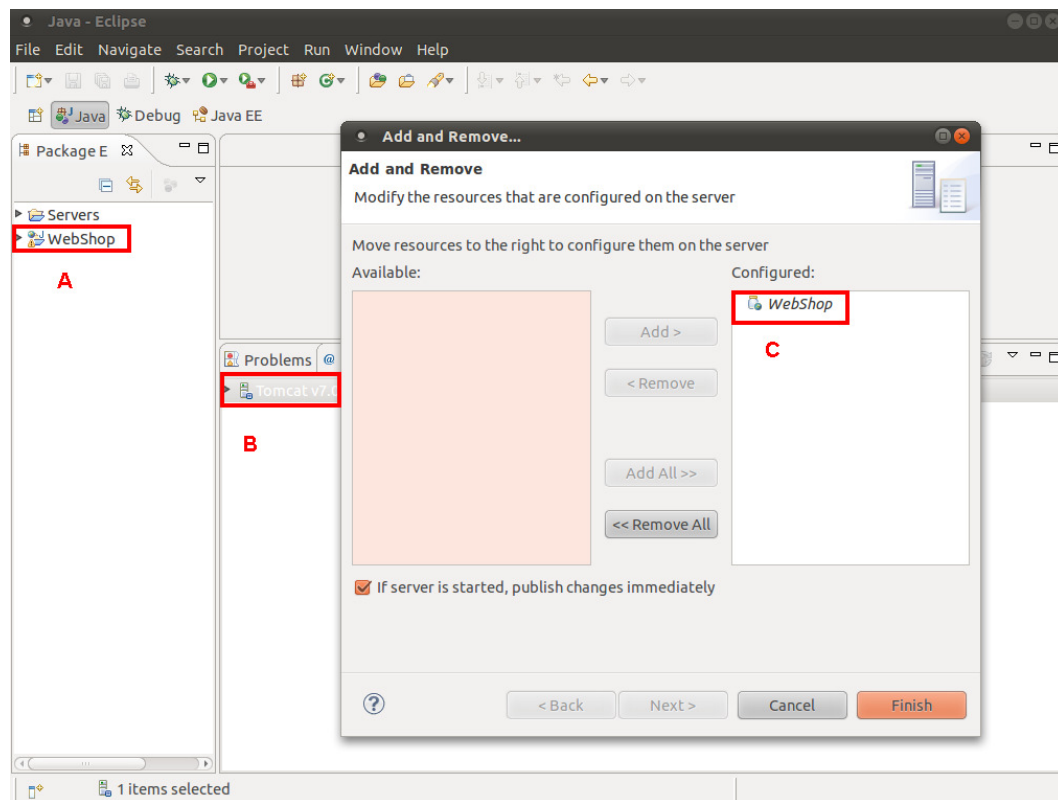 Java - Eclipse
File Edit Navigate Search Project Run Window Help
Java Debug Java EE
Package E
Servers
WebShop
A
Problems @
Tomcat v7.0
B
Add and Remove...
Add and Remove
Modify the resources that are configured on the server
Move resources to the right to configure them on the server
Available:
Configured:
WebShop
C
Add >
< Remove
Add All >>
<< Remove All
If server is started, publish changes immediately
?
< Back Next > Cancel Finish
1 items selected